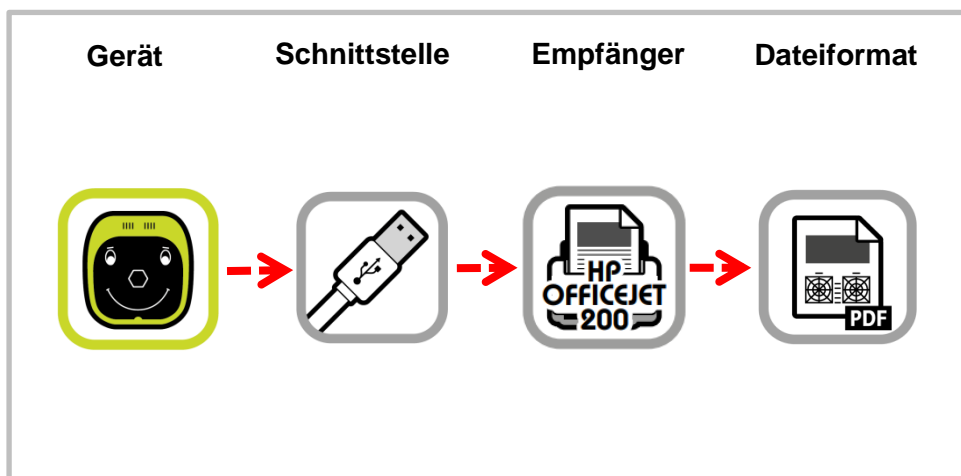 Gerät Schnittstelle Empfänger Dateiformat
HP
OFFICEJET
200
PDF